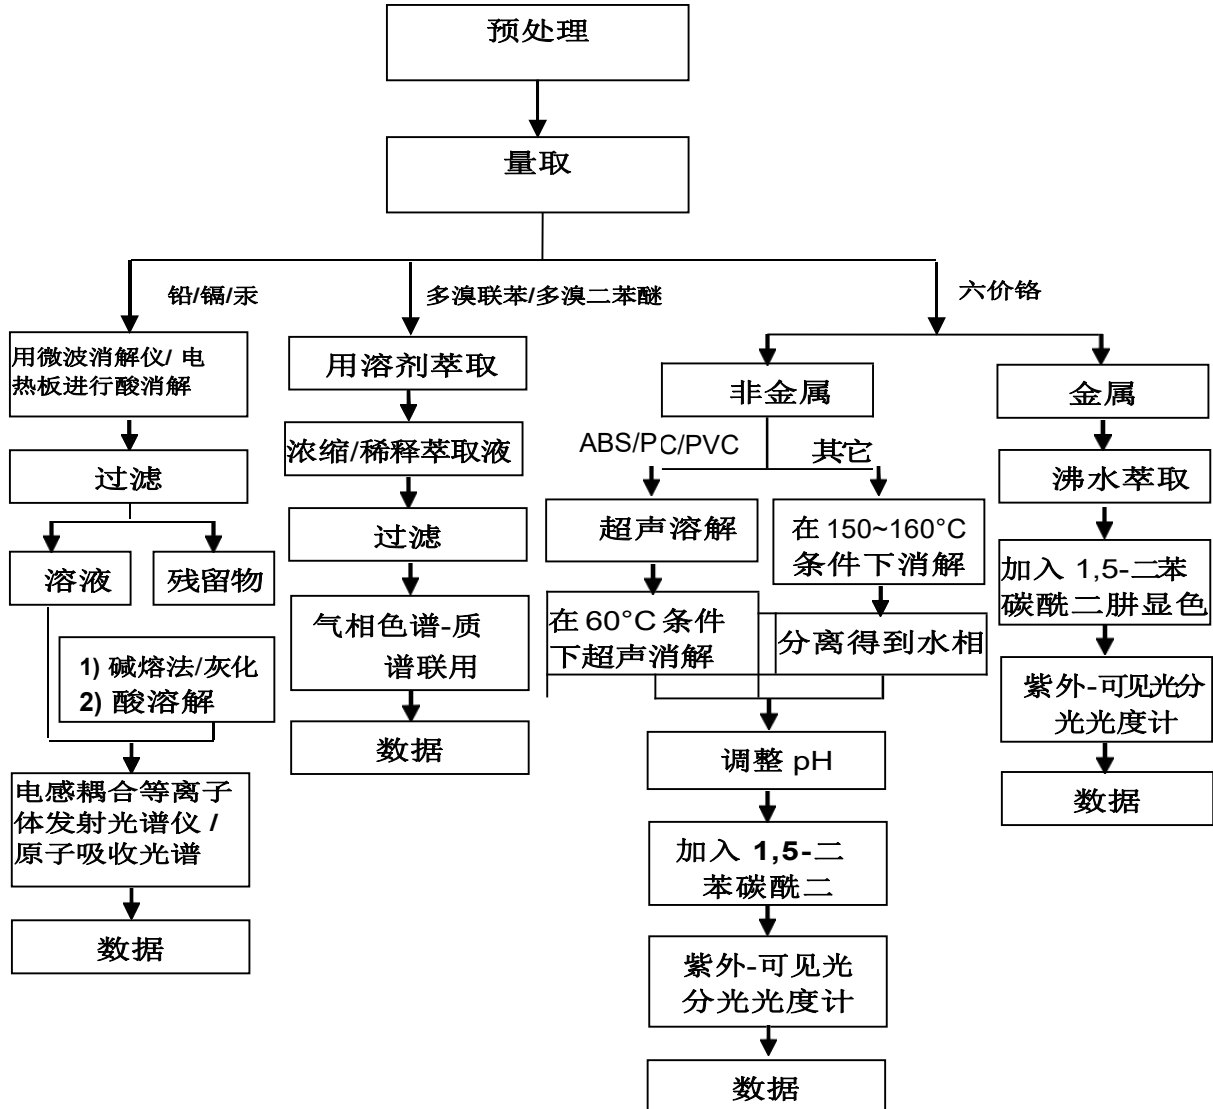 预处理
量取
铅/镉/汞
多溴联苯/多溴二苯醚
六价铬
用微波消解仪/ 电
热板进行酸消解
过滤
溶液
残留物
1) 碱熔法/灰化
2) 酸溶解
电感耦合等离子
体发射光谱仪 /
原子吸收光谱
数据
用溶剂萃取
浓缩/稀释萃取液
过滤
气相色谱-质
谱联用
数据
非金属
ABS/PC/PVC
其它
超声溶解
在 60°C 条件
下超声消解
在 150~160°C
条件下消解
分离得到水相
调整 pH
加入 1,5-二
苯碳酰二
紫外-可见光
分光光度计
数据
金属
沸水萃取
加入 1,5-二苯
碳酰二肼显色
紫外-可见光分
光光度计
数据